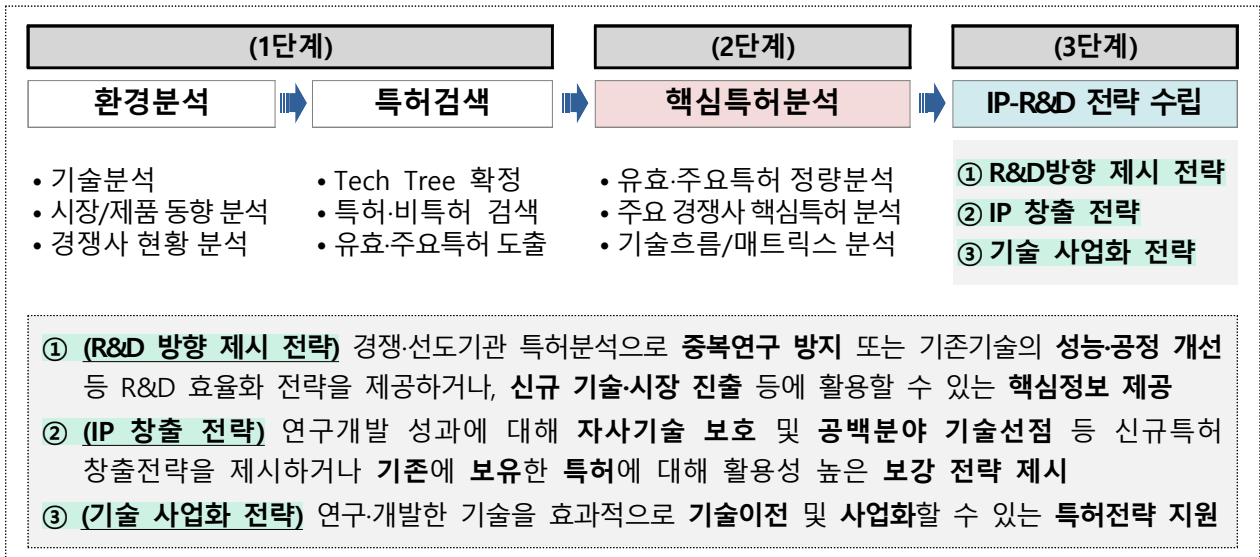 (1단계)
(2단계)
(3단계)
환경분석
특허검색
핵심특허분석
IP-R&D 전략 수립
• 기술분석
• 시장/제품 동향 분석
• 경쟁사 현황 분석
• Tech Tree 확정
• 특허·비특허 검색
• 유효·주요특허 도출
• 유효·주요특허 정량분석
• 주요 경쟁사 핵심특허 분석
• 기술흐름/매트릭스 분석
① R&D방향 제시 전략
② IP 창출 전략
③ 기술 사업화 전략
① (R&D 방향 제시 전략) 경쟁·선도기관 특허분석으로 중복연구 방지 또는 기존기술의 성능·공정 개선
등 R&D 효율화 전략을 제공하거나, 신규 기술·시장 진출 등에 활용할 수 있는 핵심정보 제공
② (IP 창출 전략) 연구개발 성과에 대해 자사기술 보호 및 공백분야 기술선점 등 신규특허
창출전략을 제시하거나 기존에 보유한 특허에 대해 활용성 높은 보강 전략 제시
③ (기술 사업화 전략) 연구·개발한 기술을 효과적으로 기술이전 및 사업화할 수 있는 특허전략 지원